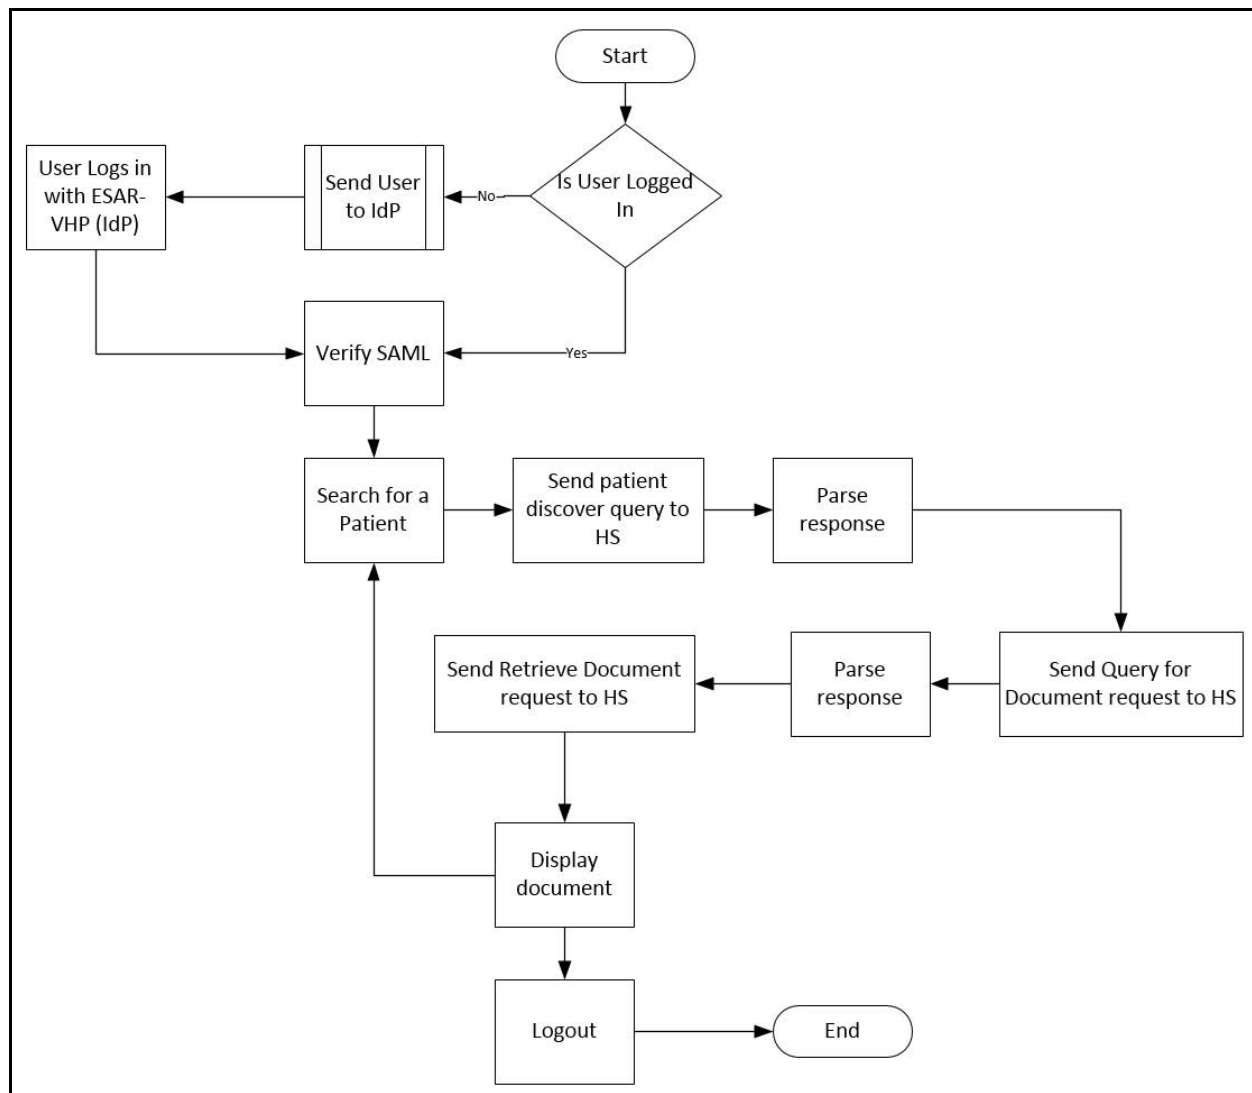 Start
Is User Logged
In
No
Send User
to IdP
User Logs in
with ESAR-
VHP (IdP)
Yes
Verify SAML
Search for a
Patient
Send patient
discover query to
HS
Parse
response
Send Query for
Document request to HS
Parse
response
Send Retrieve Document
request to HS
Display
document
Logout
End